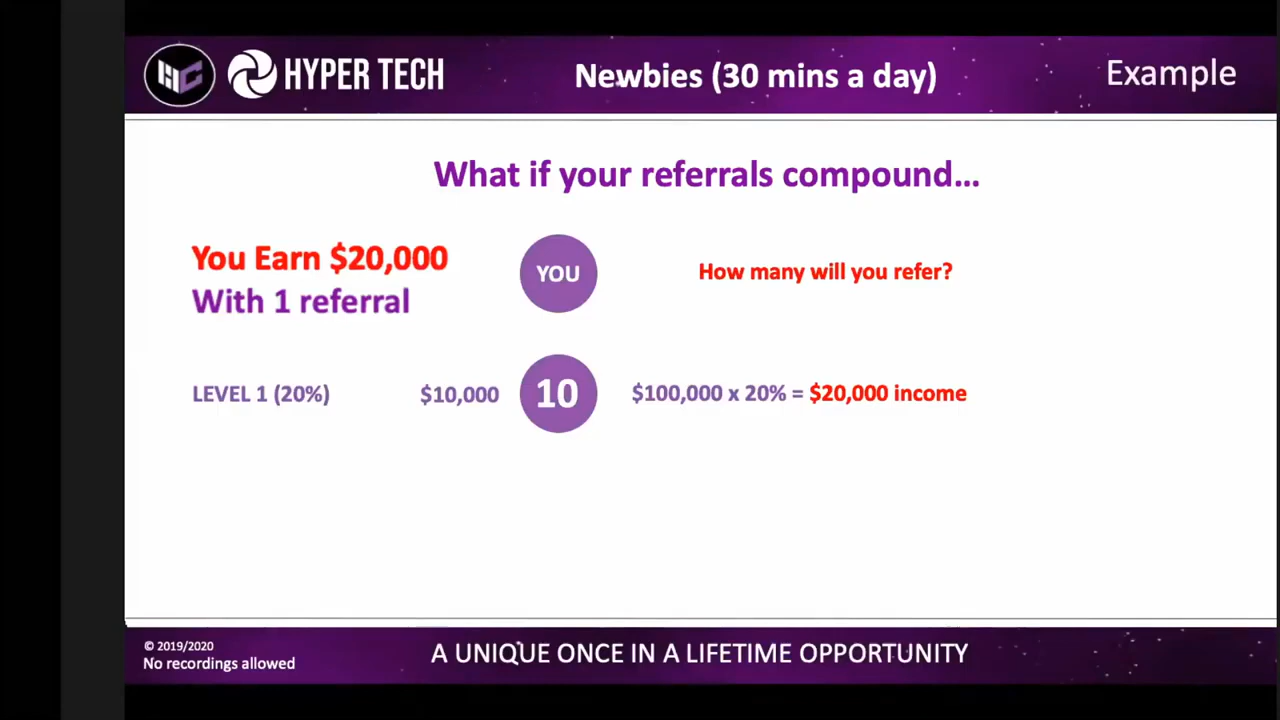 HC HYPER TECH
Newbies (30 mins a day)
Example
What if your referrals compound...
You Earn $20,000
With 1 referral
YOU
How many will you refer?
LEVEL 1 (20%)
$10,000
10
$100,000 x 20% = $20,000 income
© 2019/2020
No recordings allowed
A UNIQUE ONCE IN A LIFETIME OPPORTUNITY